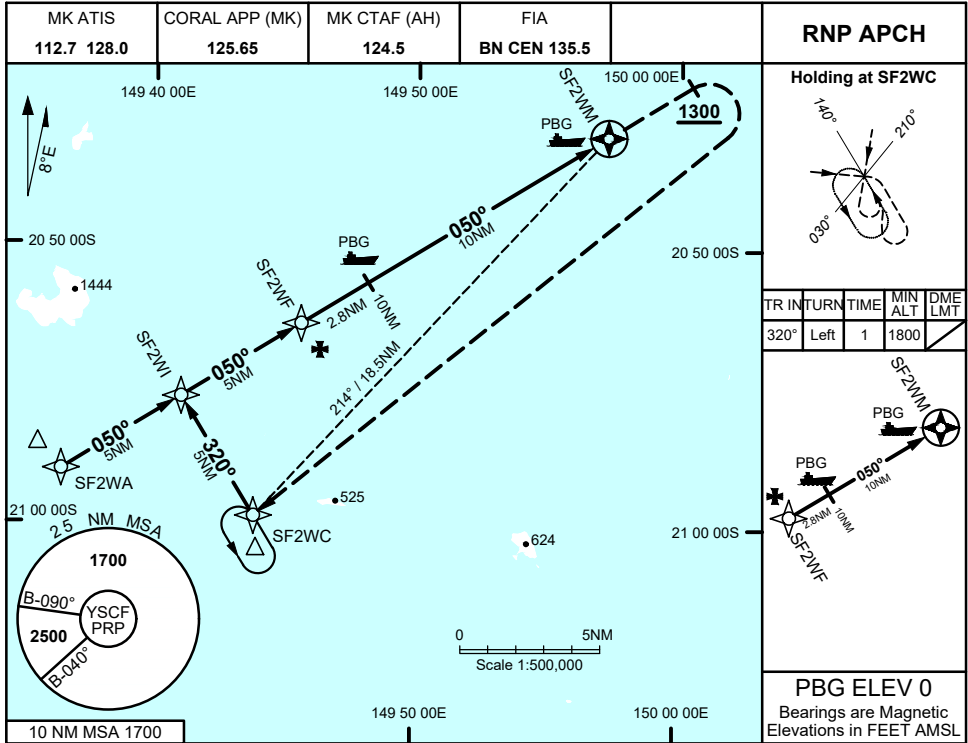 MK ATIS
112.7 128.0
CORAL APP (MK)
125.65
MK CTAF (AH)
124.5
FIA
BN CEN 135.5
RNP APCH
149 40 00E
149 50 00E
150 00 00E
8°E
SF2WM
1300
PBG
050°
10NM
20 50 00S
20 50 00S
PBG
SF2WF
1444
2.8NM
10NM
SF2WI
050°
5NM
214° / 18.5NM
050°
5NM
320°
5NM
SF2WA
525
SF2WC
21 00 00S
21 00 00S
624
25 NM MSA
1700
B-090°
YSCF
PRP
2500
B-040°
0 5NM
Scale 1:500,000
149 50 00E
150 00 00E
10 NM MSA 1700
Holding at SF2WC
140°
210°
030°
TR IN TURN TIME MIN ALT DME LMT
320° Left 1 1800
SF2WM
PBG
PBG
050°
10NM
2.8NM
10NM
SF2WF
PBG ELEV 0
Bearings are Magnetic
Elevations in FEET AMSL